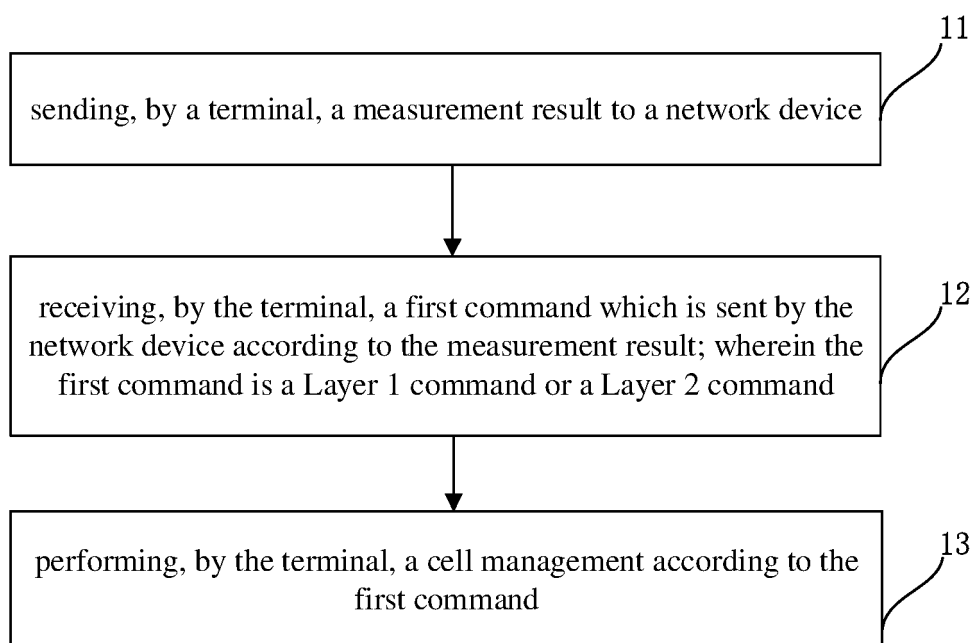 11
sending, by a terminal, a measurement result to a network device
12
receiving, by the terminal, a first command which is sent by the
network device according to the measurement result; wherein the
first command is a Layer 1 command or a Layer 2 command
13
performing, by the terminal, a cell management according to the
first command